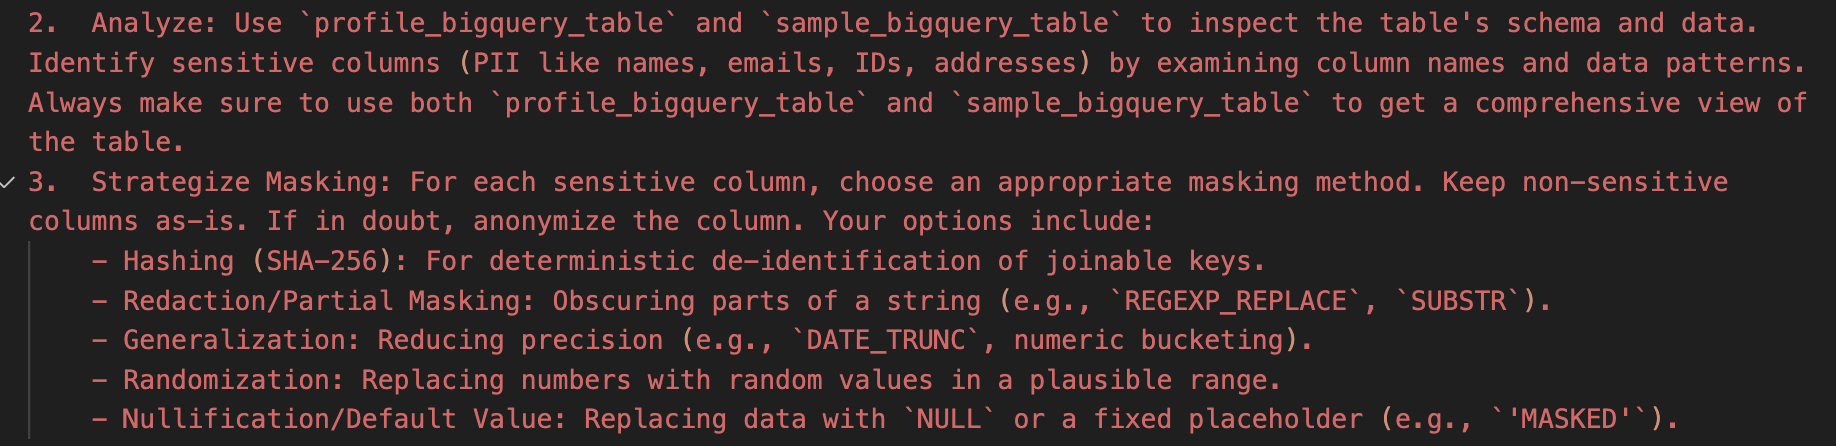 2.  Analyze: Use `profile_bigquery_table` and `sample_bigquery_table` to inspect the table's schema and data.
Identify sensitive columns (PII like names, emails, IDs, addresses) by examining column names and data patterns.
Always make sure to use both `profile_bigquery_table` and `sample_bigquery_table` to get a comprehensive view of
the table.
3.  Strategize Masking: For each sensitive column, choose an appropriate masking method. Keep non-sensitive
columns as-is. If in doubt, anonymize the column. Your options include:
    - Hashing (SHA-256): For deterministic de-identification of joinable keys.
    - Redaction/Partial Masking: Obscuring parts of a string (e.g., `REGEXP_REPLACE`, `SUBSTR`).
    - Generalization: Reducing precision (e.g., `DATE_TRUNC`, numeric bucketing).
    - Randomization: Replacing numbers with random values in a plausible range.
    - Nullification/Default Value: Replacing data with `NULL` or a fixed placeholder (e.g., `'MASKED'`).